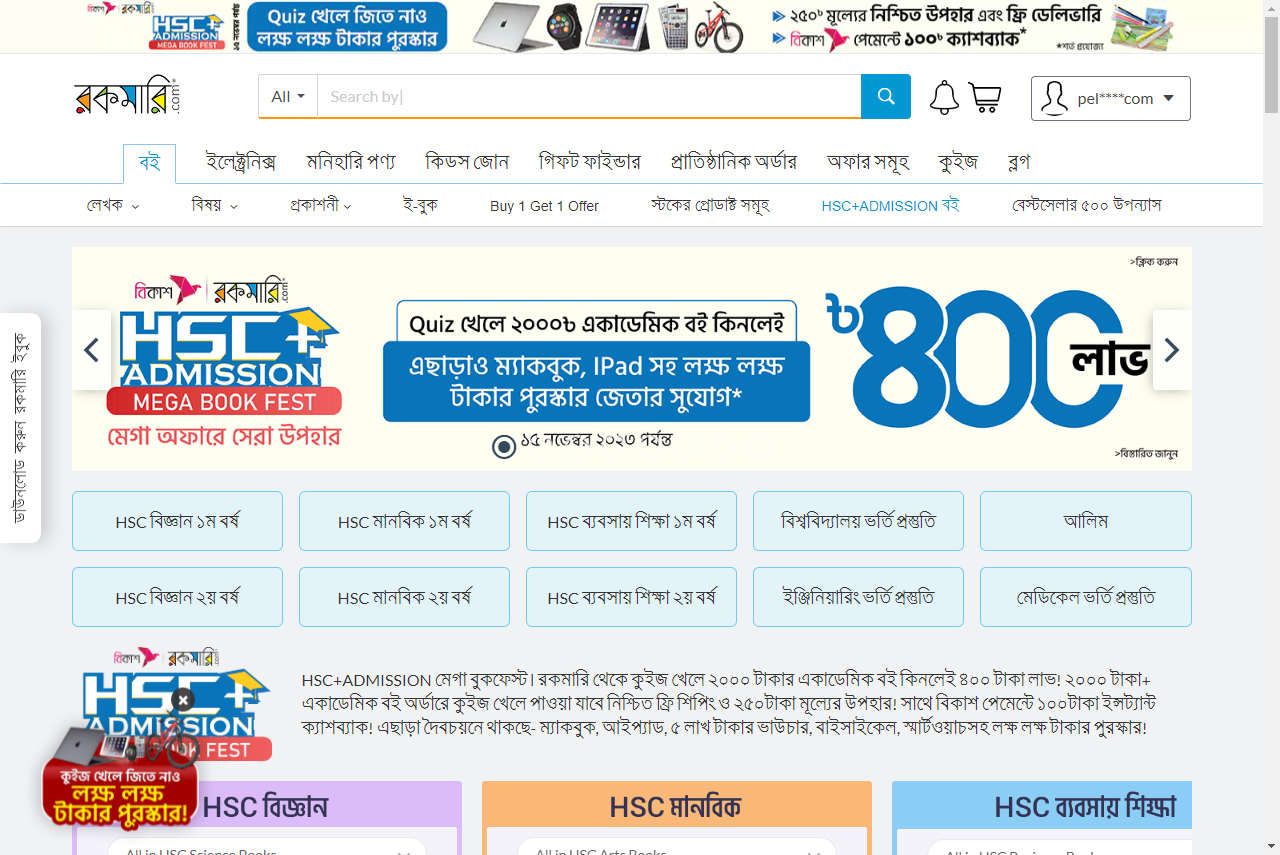 বিকাশ রকমারি
HSC+
ADMISSION
MEGA BOOK FEST
১৫ নভেম্বর পর্যন্ত
Quiz খেলে জিতে নাও
লক্ষ লক্ষ টাকার পুরস্কার
২৫০৳ মূল্যের নিশ্চিত উপহার এবং ফ্রি ডেলিভারি
বিকাশ পেমেন্টে ১০০৳ ক্যাশব্যাক*
*শর্ত প্রযোজ্য
রকমারি.com
All
Search by|
pel****com
বই ইলেক্ট্রনিক্স মনিহারি পণ্য কিডস জোন গিফট ফাইন্ডার প্রাতিষ্ঠানিক অর্ডার অফার সমূহ কুইজ ব্লগ
লেখক বিষয় প্রকাশনী ই-বুক Buy 1 Get 1 Offer স্টকের প্রোডাক্ট সমূহ HSC+ADMISSION বই বেস্টসেলার ৫০০ উপন্যাস
>ক্লিক করুন
বিকাশ রকমারি.com
HSC+
ADMISSION
MEGA BOOK FEST
মেগা অফারে সেরা উপহার
Quiz খেলে ২০০০৳ একাডেমিক বই কিনলেই
এছাড়াও ম্যাকবুক, IPad সহ লক্ষ লক্ষ
টাকার পুরস্কার জেতার সুযোগ*
১৫ নভেম্বর ২০২৩ পর্যন্ত
৳400
লাভ
>বিস্তারিত জানুন
ডাউনলোড করুন রকমারি ইবুক
HSC বিজ্ঞান ১ম বর্ষ HSC মানবিক ১ম বর্ষ HSC ব্যবসায় শিক্ষা ১ম বর্ষ বিশ্ববিদ্যালয় ভর্তি প্রস্তুতি আলিম
HSC বিজ্ঞান ২য় বর্ষ HSC মানবিক ২য় বর্ষ HSC ব্যবসায় শিক্ষা ২য় বর্ষ ইঞ্জিনিয়ারিং ভর্তি প্রস্তুতি মেডিকেল ভর্তি প্রস্তুতি
বিকাশ রকমারি
HSC+
ADMISSION
BOOK FEST
HSC+ADMISSION মেগা বুকফেস্ট। রকমারি থেকে কুইজ খেলে ২০০০ টাকার একাডেমিক বই কিনলেই ৪০০ টাকা লাভ! ২০০০ টাকা+
একাডেমিক বই অর্ডারে কুইজ খেলে পাওয়া যাবে নিশ্চিত ফ্রি শিপিং ও ২৫০টাকা মূল্যের উপহার! সাথে বিকাশ পেমেন্টে ১০০টাকা ইন্সট্যান্ট
ক্যাশব্যাক! এছাড়া দৈবচয়নে থাকছে- ম্যাকবুক, আইপ্যাড, ৫ লাখ টাকার ভাউচার, বাইসাইকেল, স্মার্টওয়াচসহ লক্ষ লক্ষ টাকার পুরস্কার!
কুইজ খেলে জিতে নাও
লক্ষ লক্ষ
টাকার পুরস্কার!
HSC বিজ্ঞান HSC মানবিক HSC ব্যবসায় শিক্ষা
All in HSC Science Books All in HSC Arts Books All in HSC Business Books